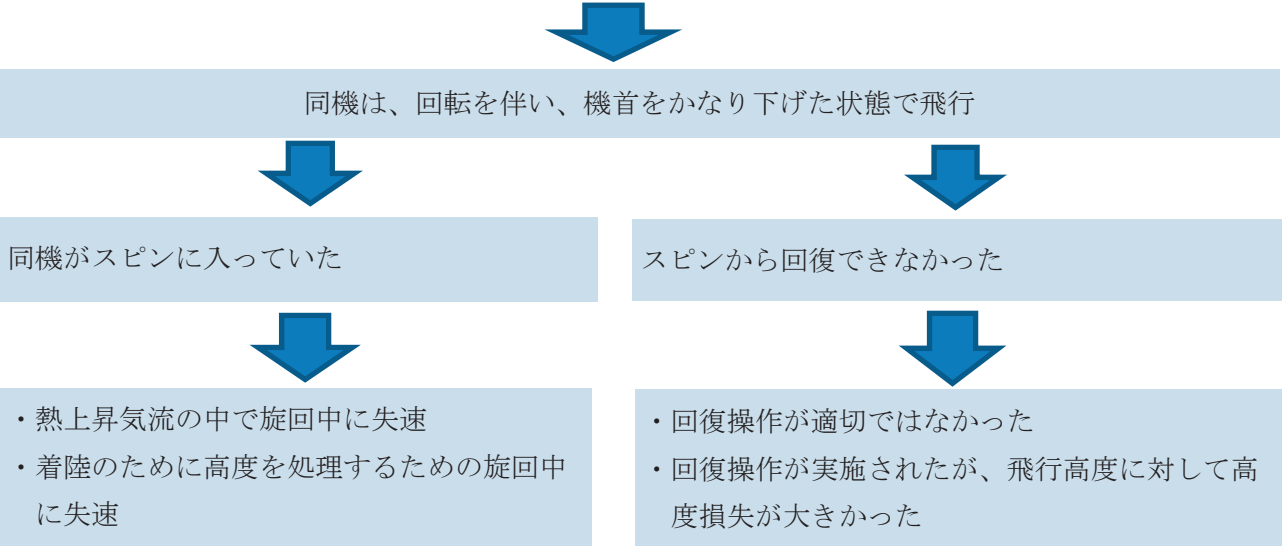 同機は、回転を伴い、機首をかなり下げた状態で飛行
同機がスピンに入っていた
スピンから回復できなかった
・熱上昇気流の中で旋回中に失速
・着陸のために高度を処理するための旋回中
に失速
・回復操作が適切ではなかった
・回復操作が実施されたが、飛行高度に対して高
度損失が大きかった